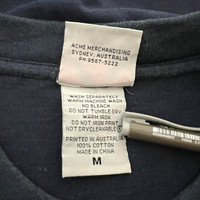 ACME MERCHANDISING
SYDNEY, AUSTRALIA
PH 9587-5222
WASH SEPARATELY
WARM MACHINE WASH
NO BLEACH
DO NOT TUMBLE DRY
WARM IRON
DO NOT IRON PRINT
NOT DRYCLEANABLE
PRINTED IN AUSTRALIA
100% COTTON
MADE IN CHINA
M